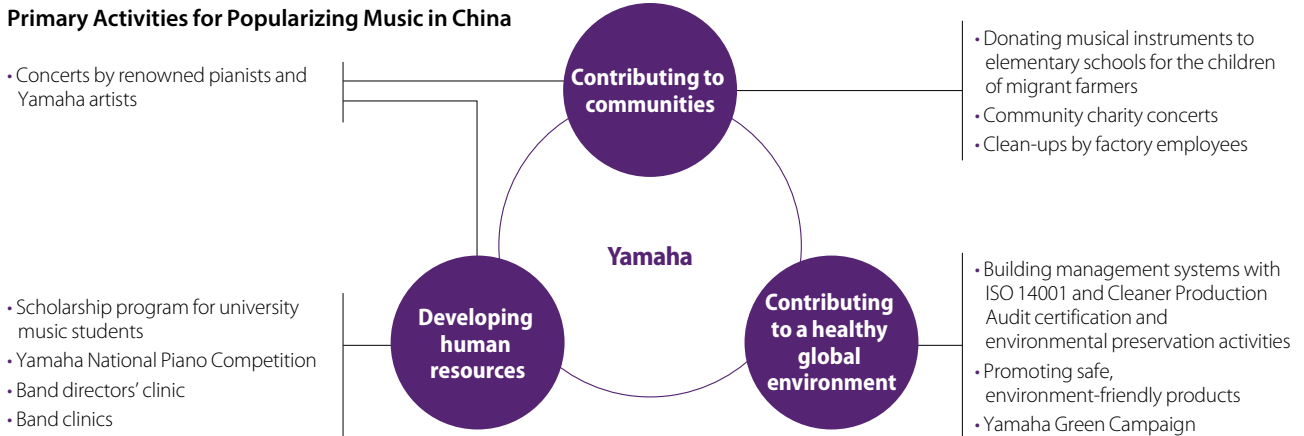 Primary Activities for Popularizing Music in China
• Concerts by renowned pianists and
Yamaha artists
Contributing to
communities
• Donating musical instruments to
elementary schools for the children
of migrant farmers
• Community charity concerts
• Clean-ups by factory employees
Yamaha
• Scholarship program for university
music students
• Yamaha National Piano Competition
• Band directors’ clinic
• Band clinics
Developing
human
resources
Contributing
to a healthy
global
environment
• Building management systems with
ISO 14001 and Cleaner Production
Audit certification and
environmental preservation activities
• Promoting safe,
environment-friendly products
• Yamaha Green Campaign